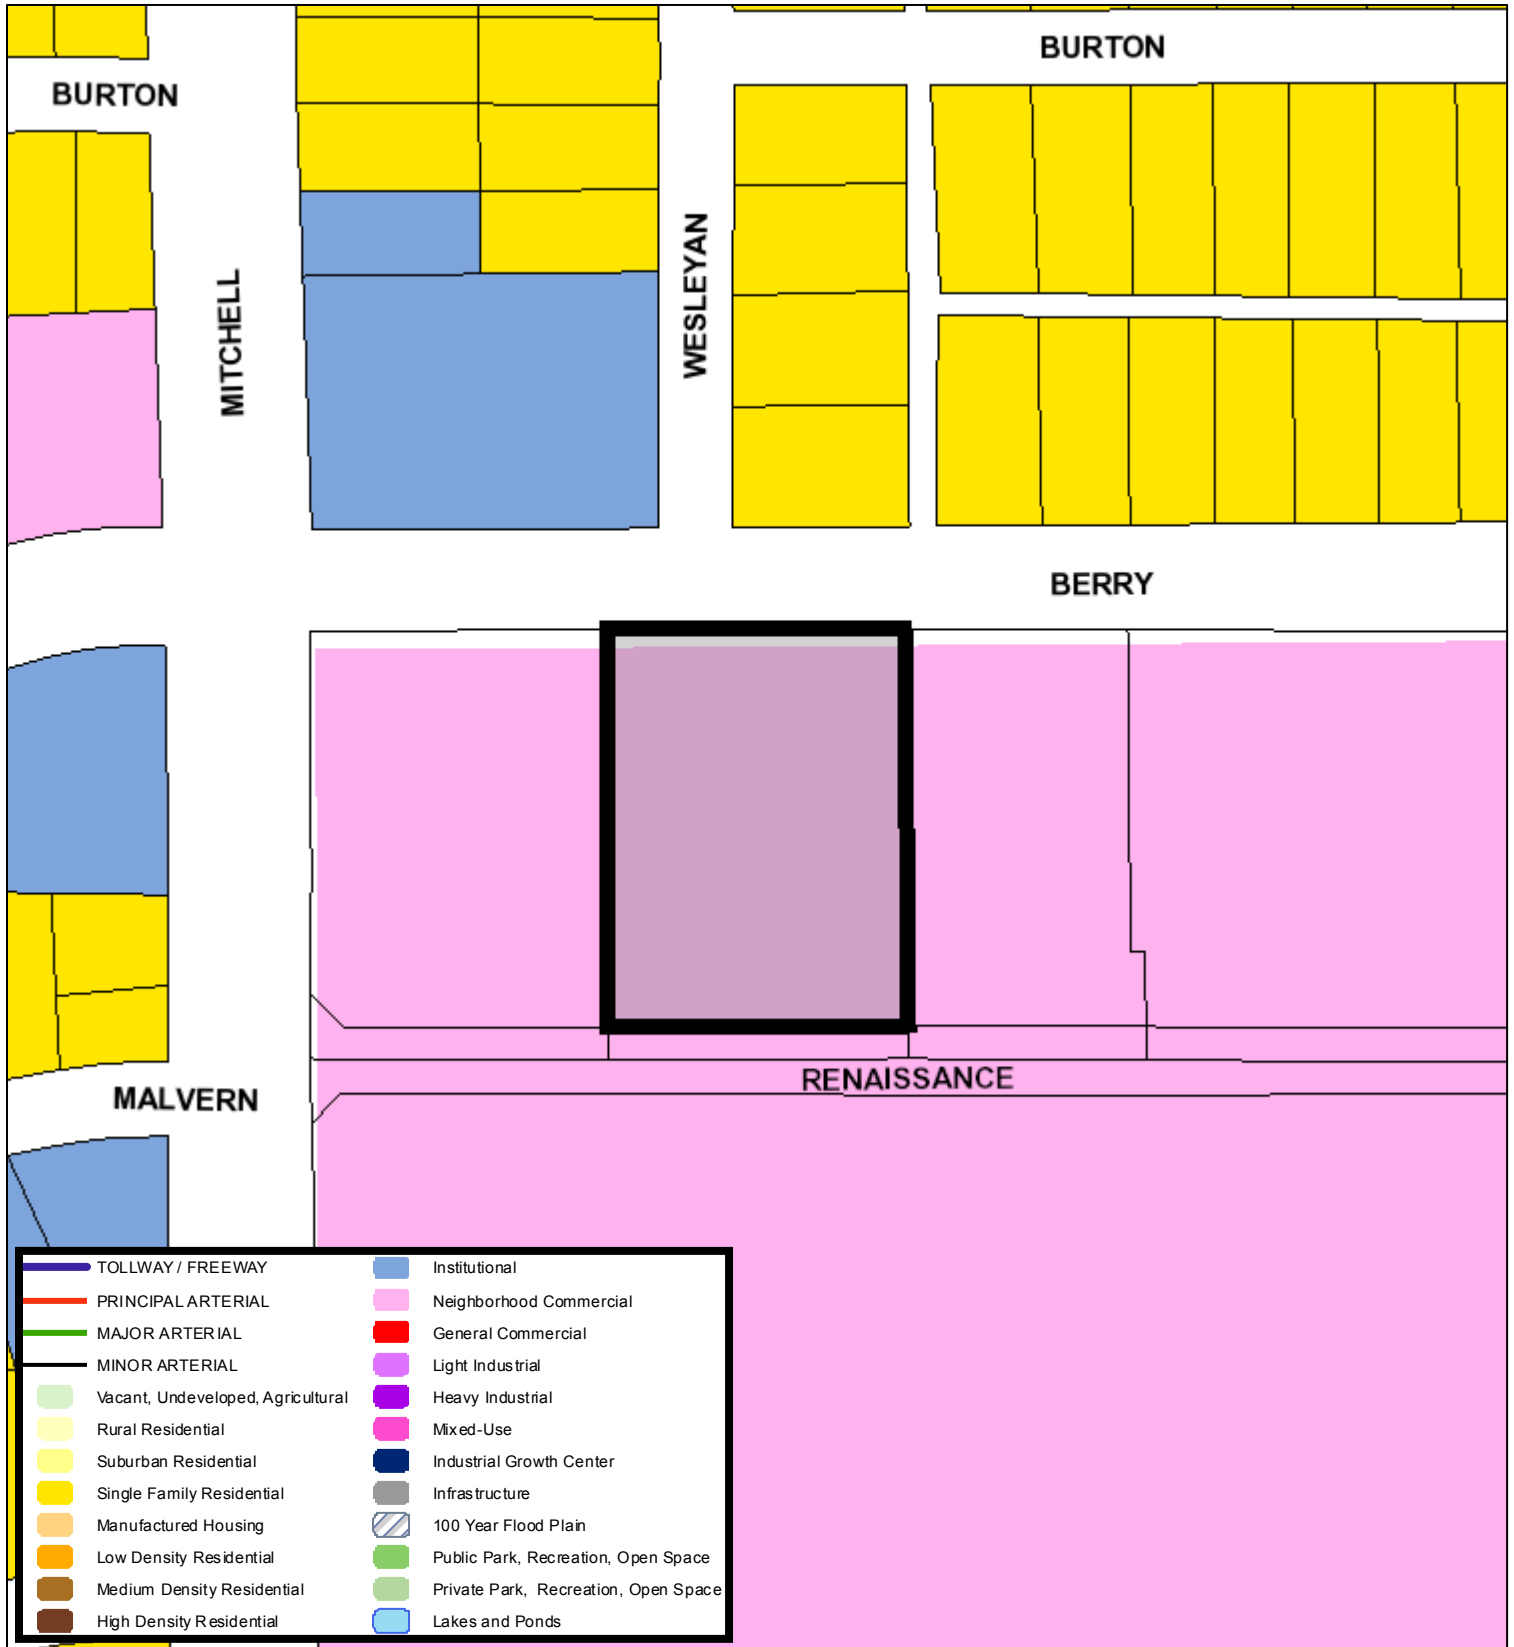 BURTON
BURTON
MITCHELL
WESLEYAN
BERRY
RENAISSANCE
MALVERN
TOLLWAY / FREEWAY
PRINCIPAL ARTERIAL
MAJOR ARTERIAL
MINOR ARTERIAL
Vacant, Undeveloped, Agricultural
Rural Residential
Suburban Residential
Single Family Residential
Manufactured Housing
Low Density Residential
Medium Density Residential
High Density Residential
Institutional
Neighborhood Commercial
General Commercial
Light Industrial
Heavy Industrial
Mixed-Use
Industrial Growth Center
Infrastructure
100 Year Flood Plain
Public Park, Recreation, Open Space
Private Park, Recreation, Open Space
Lakes and Ponds